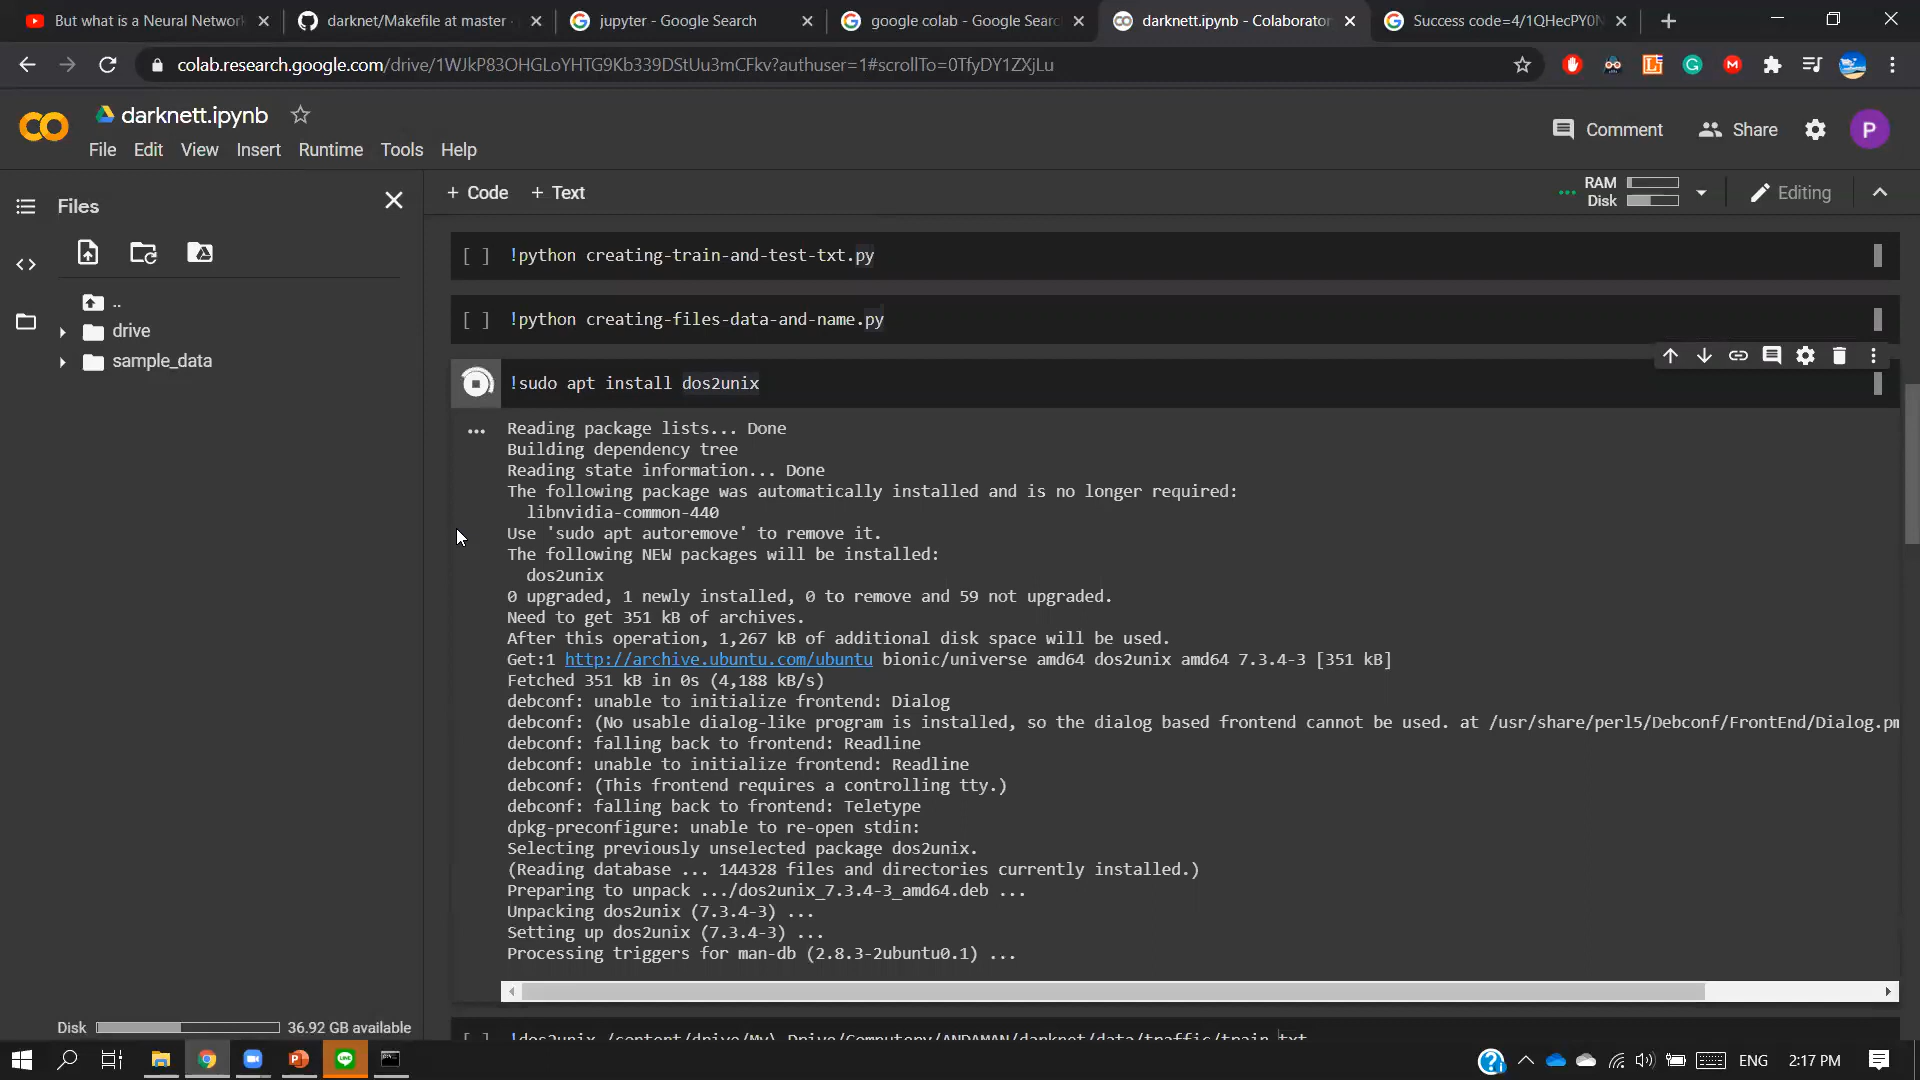 But what is a Neural Network
darknet/Makefile at master ·
jupyter - Google Search
google colab - Google Searc
darknett.ipynb - Colaborator
Success code=4/1QHecPY0N
colab.research.google.com/drive/1WJkP83OHGLoYHTG9Kb339DStUu3mCFkv?authuser=1#scrollTo=0TfyDY1ZXjLu
darknett.ipynb
File Edit View Insert Runtime Tools Help
Comment Share P
Files
+ Code + Text
RAM
Disk
Editing
..
drive
sample_data
[ ] !python creating-train-and-test-txt.py
[ ] !python creating-files-data-and-name.py
!sudo apt install dos2unix
Reading package lists... Done
Building dependency tree
Reading state information... Done
The following package was automatically installed and is no longer required:
libnvidia-common-440
Use 'sudo apt autoremove' to remove it.
The following NEW packages will be installed:
dos2unix
0 upgraded, 1 newly installed, 0 to remove and 59 not upgraded.
Need to get 351 kB of archives.
After this operation, 1,267 kB of additional disk space will be used.
Get:1 http://archive.ubuntu.com/ubuntu bionic/universe amd64 dos2unix amd64 7.3.4-3 [351 kB]
Fetched 351 kB in 0s (4,188 kB/s)
debconf: unable to initialize frontend: Dialog
debconf: (No usable dialog-like program is installed, so the dialog based frontend cannot be used. at /usr/share/perl5/Debconf/FrontEnd/Dialog.pm
debconf: falling back to frontend: Readline
debconf: unable to initialize frontend: Readline
debconf: (This frontend requires a controlling tty.)
debconf: falling back to frontend: Teletype
dpkg-preconfigure: unable to re-open stdin:
Selecting previously unselected package dos2unix.
(Reading database ... 144328 files and directories currently installed.)
Preparing to unpack .../dos2unix_7.3.4-3_amd64.deb ...
Unpacking dos2unix (7.3.4-3) ...
Setting up dos2unix (7.3.4-3) ...
Processing triggers for man-db (2.8.3-2ubuntu0.1) ...
Disk 36.92 GB available
[ ] !dos2unix /content/drive/My\ Drive/Computepy/ANDAMAN/darknet/data/traffic/train.txt
ENG 2:17 PM